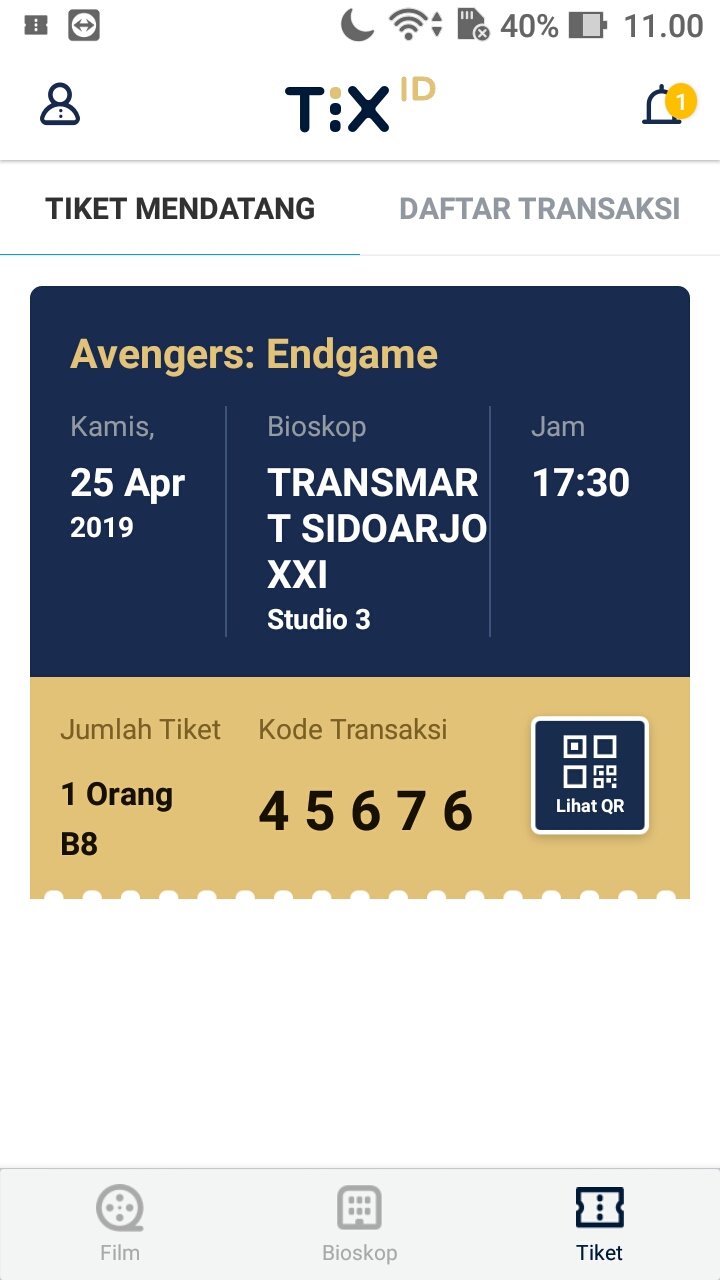 40% 11.00
TiX ID
1
TIKET MENDATANG DAFTAR TRANSAKSI
Avengers: Endgame
Kamis,
25 Apr
2019
Bioskop
TRANSMAR
T SIDOARJO
XXI
Studio 3
Jam
17:30
Jumlah Tiket
1 Orang
B8
Kode Transaksi
4 5 6 7 6
Lihat QR
Film Bioskop Tiket